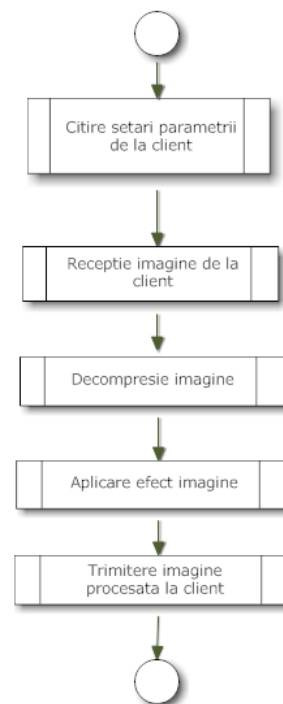 Citire setari parametrii
de la client
Receptie imagine de la
client
Decompresie imagine
Aplicare efect imagine
Trimitere imagine
procesata la client